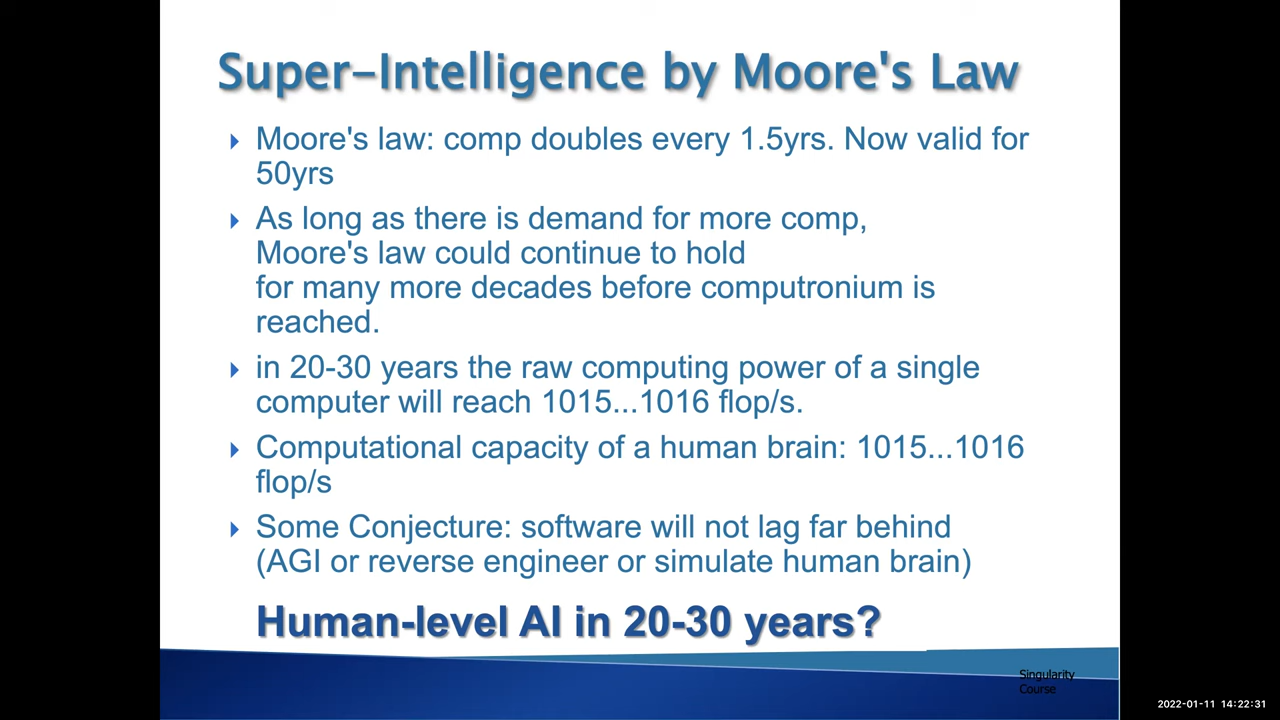 Super-Intelligence by Moore's Law
Moore's law: comp doubles every 1.5yrs. Now valid for
50yrs
As long as there is demand for more comp,
Moore's law could continue to hold
for many more decades before computronium is
reached.
in 20-30 years the raw computing power of a single
computer will reach 1015...1016 flop/s.
Computational capacity of a human brain: 1015...1016
flop/s
Some Conjecture: software will not lag far behind
(AGI or reverse engineer or simulate human brain)
Human-level AI in 20-30 years?
Singularity
Course
2022-01-11 14:22:31